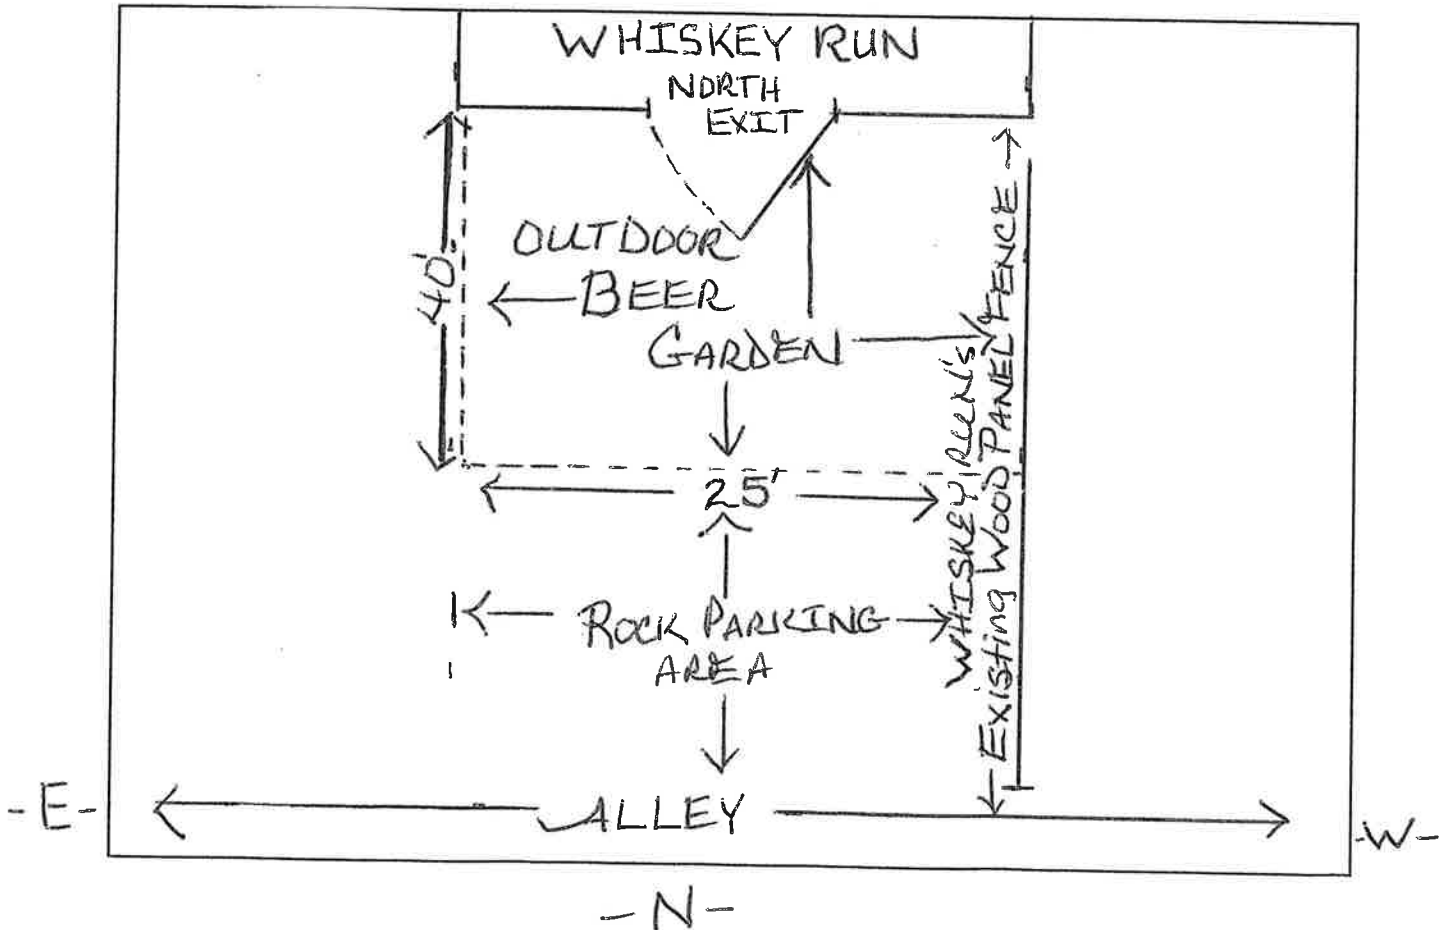 WHISKEY RUN
NORTH
EXIT
OUTDOOR
BEER
GARDEN
40'
25'
WHISKEY RUN's
Existing WOOD PANEL FENCE
ROCK PARKING
AREA
ALLEY
-E-
-W-
-N-